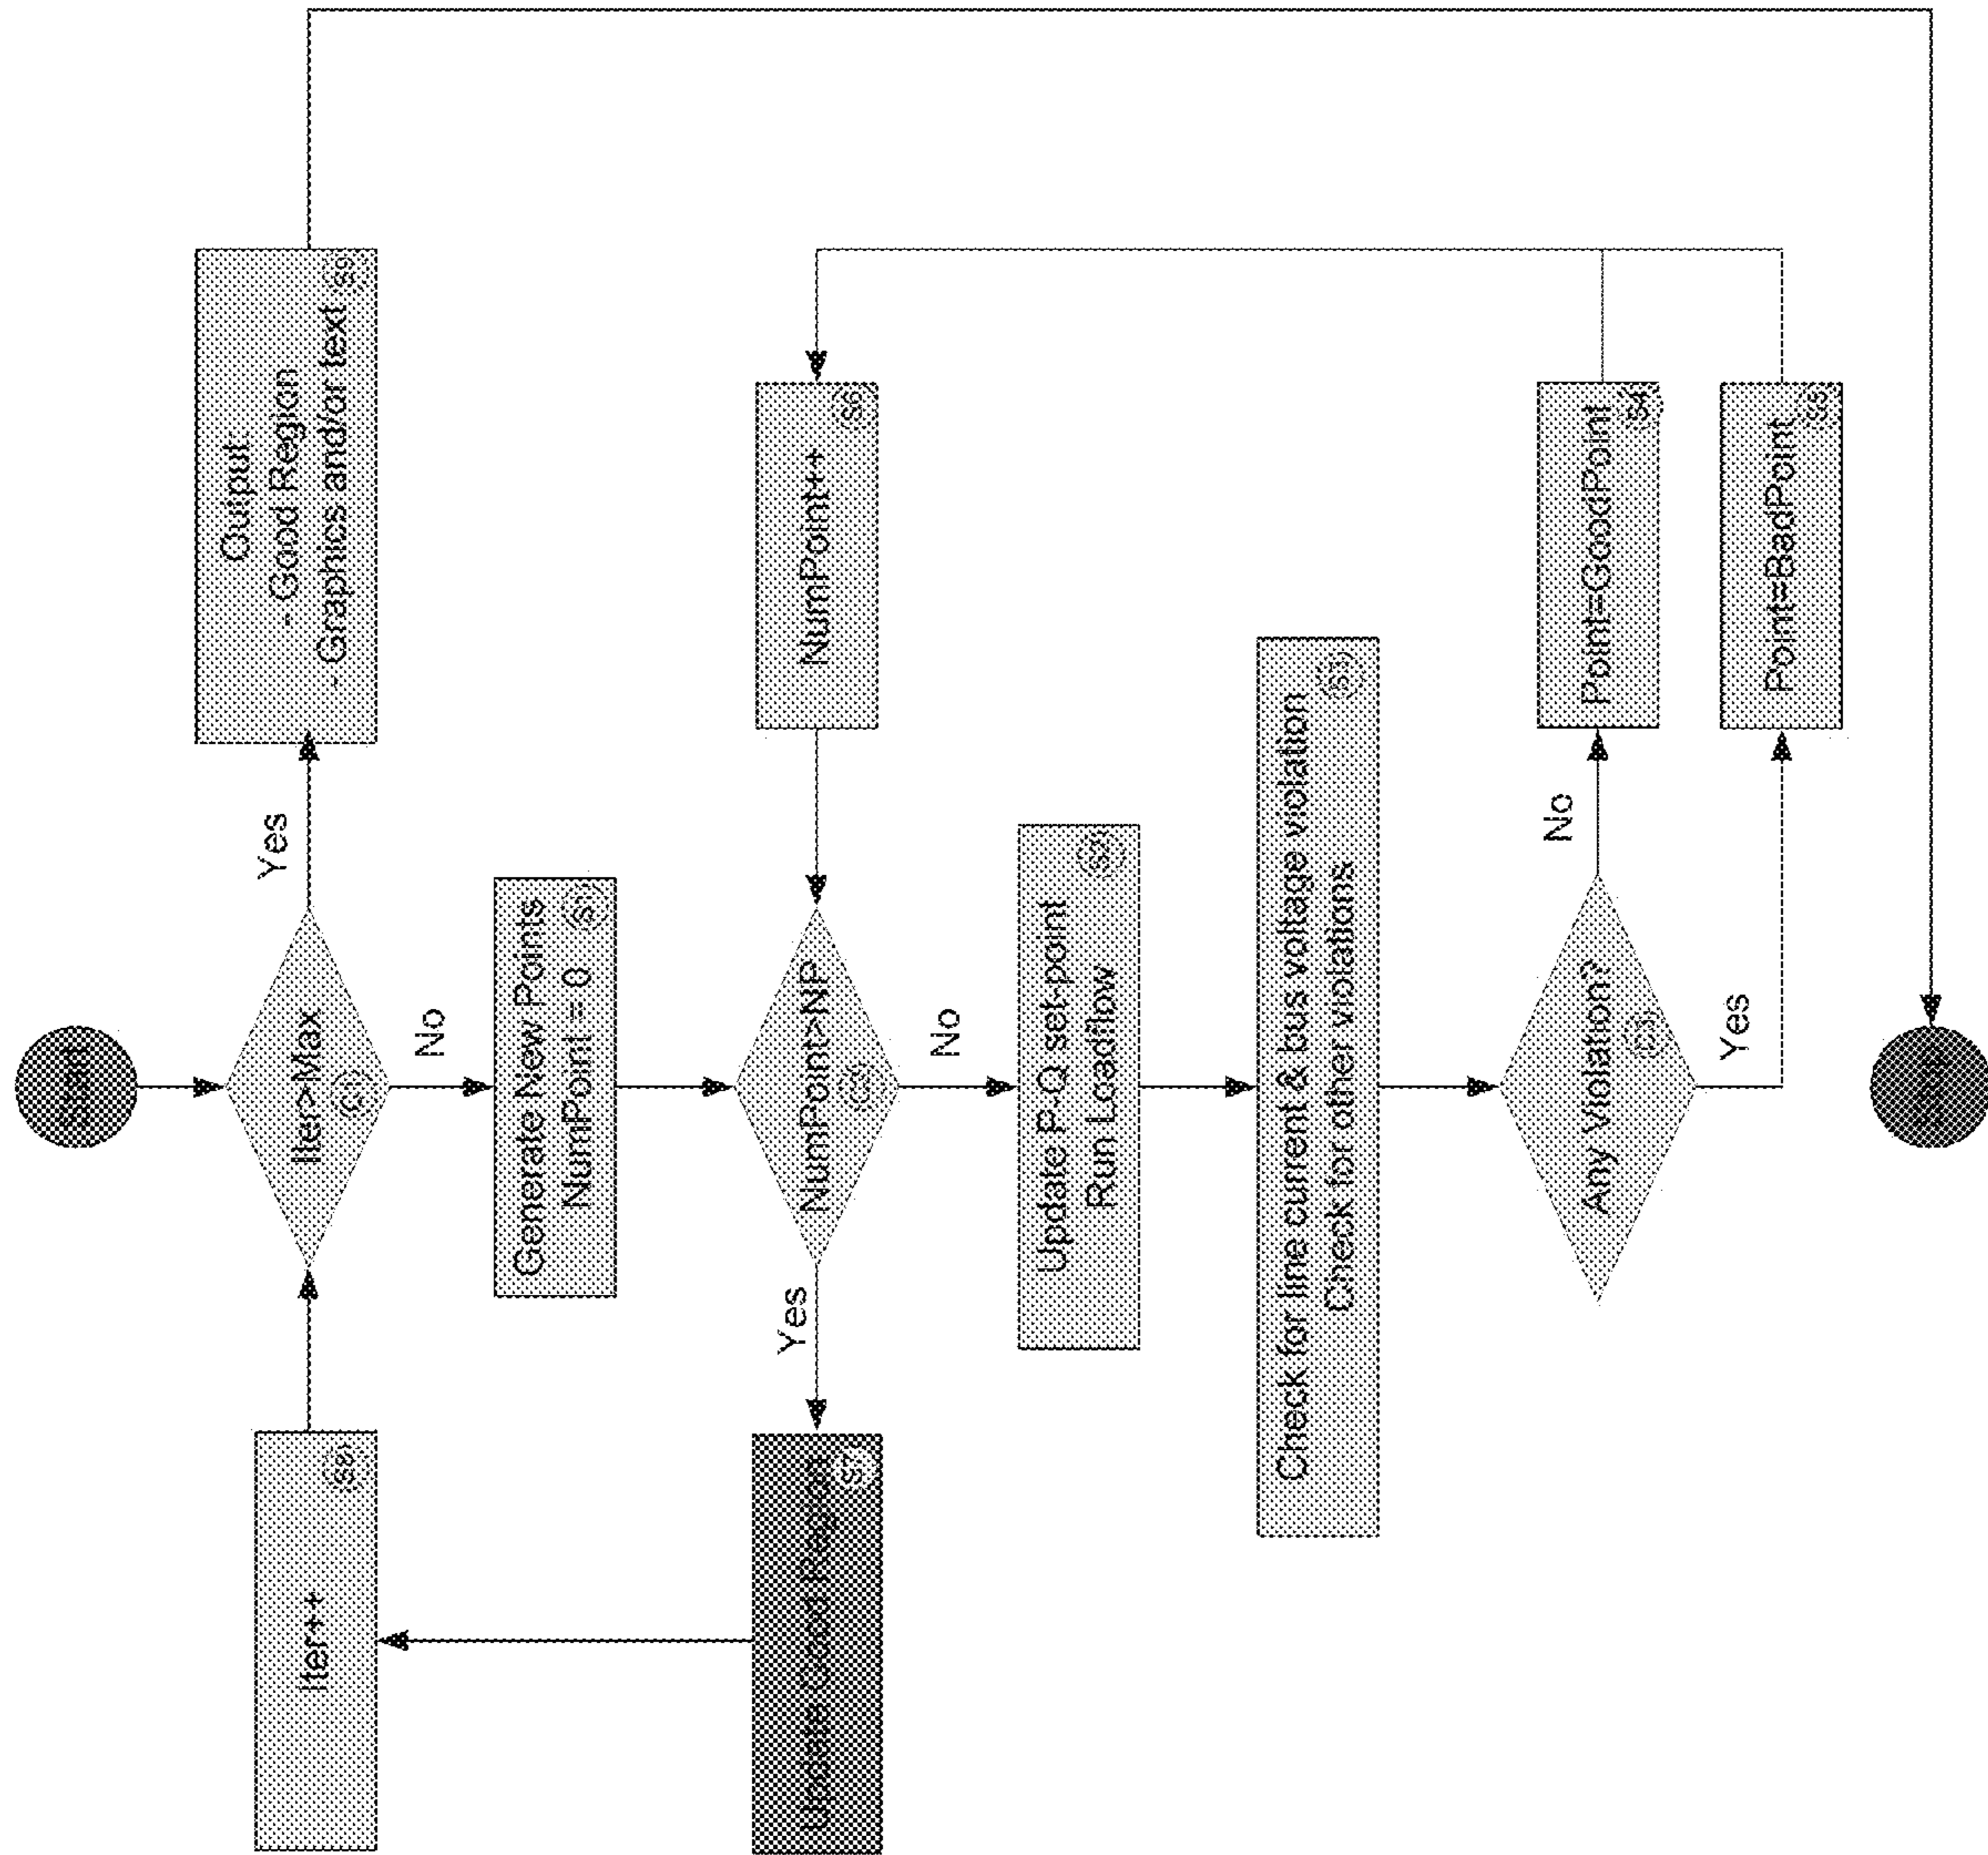 Start
Iter>Max
C1
Yes
Output:
- Good Region
- Graphics and/or text
S9
No
Generate New Points
NumPoint = 0
S1
Iter++
S8
NumPoint>NP
C2
Yes
Update Good Region
S7
NumPoint++
S6
No
Update P-Q set-point
Run Loadflow
S2
Check for line current & bus voltage violation
Check for other violations
S3
Any Violation?
C3
No
Point=GoodPoint
S4
Yes
Point=BadPoint
S5